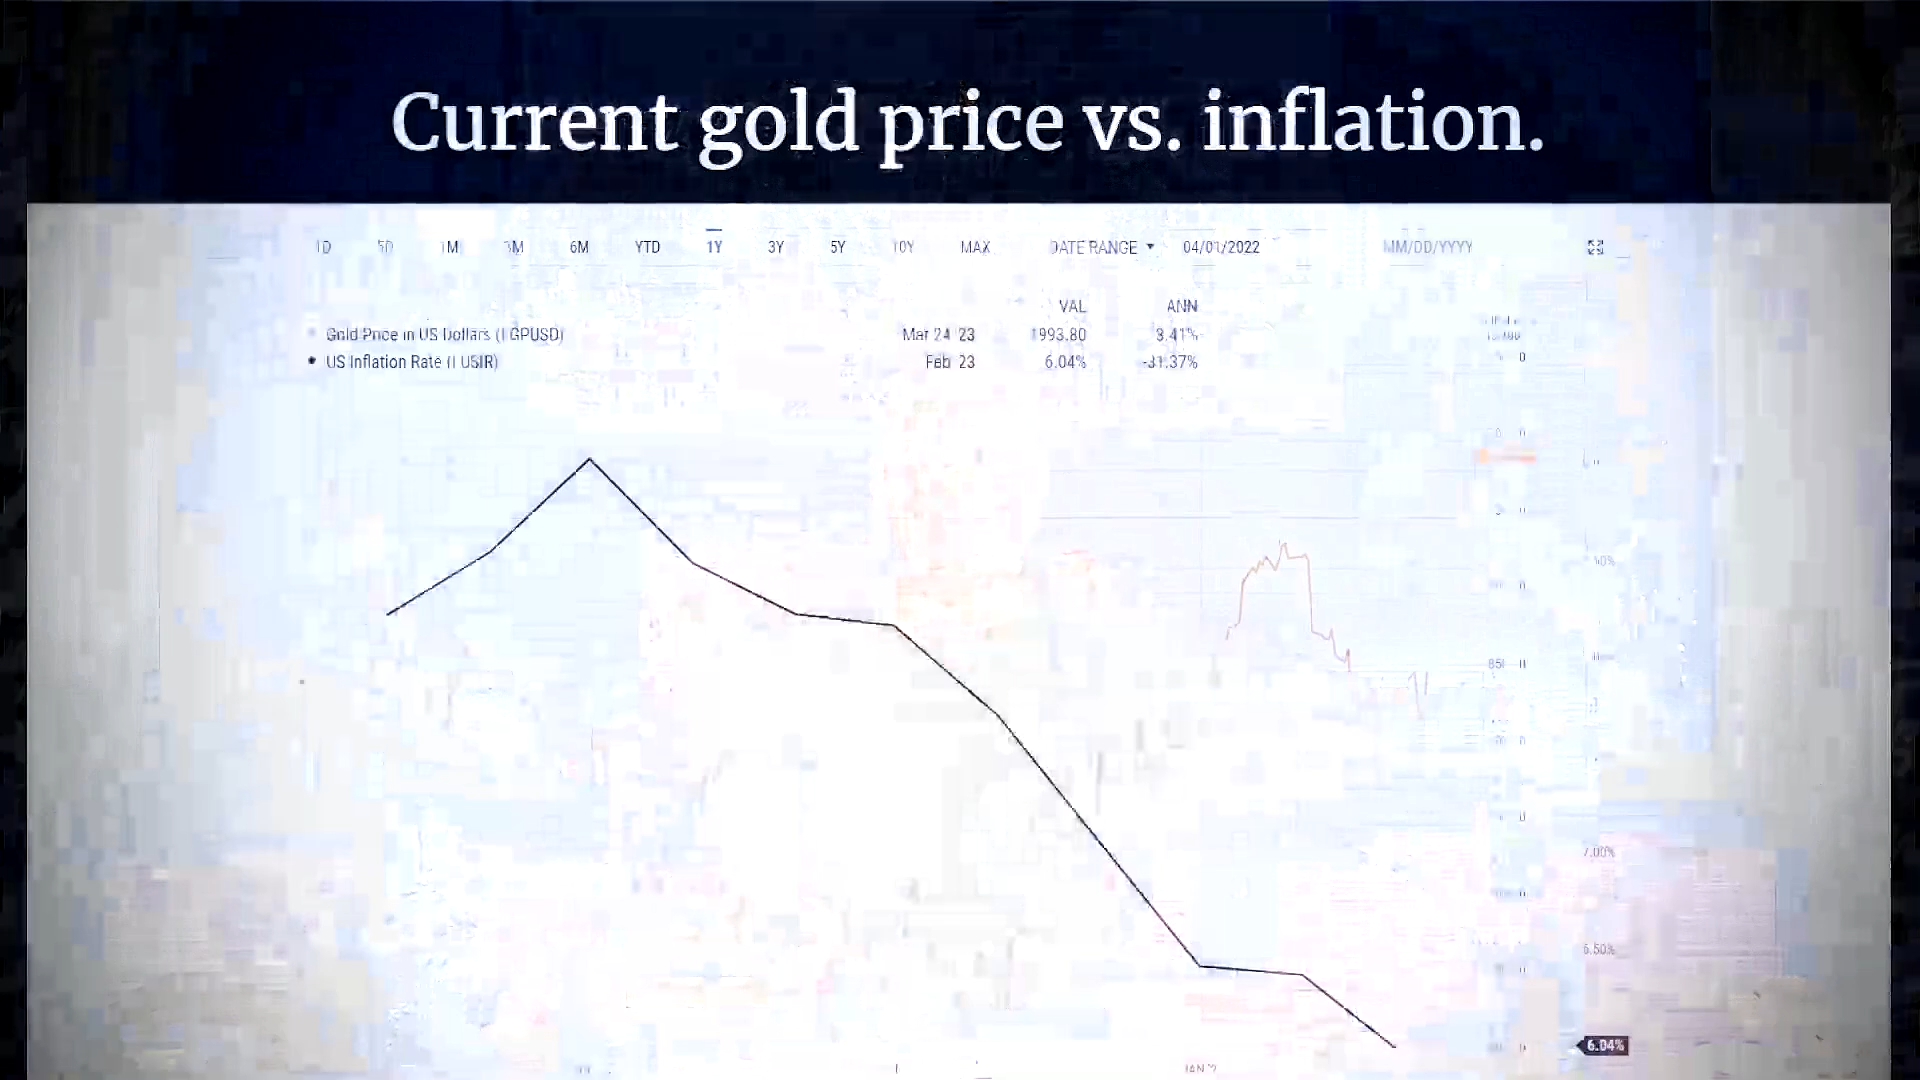 Current gold price vs. inflation.
1D 5D 1M 3M 6M YTD 1Y 3Y 5Y 10Y MAX DATE RANGE 04/01/2022 MM/DD/YYYY
VAL ANN
Gold Price in US Dollars (I:GPUSD) Mar 24 '23 1993.80 3.41%
US Inflation Rate (I:USIR) Feb '23 6.04% -31.37%
7.00%
6.50%
6.04%